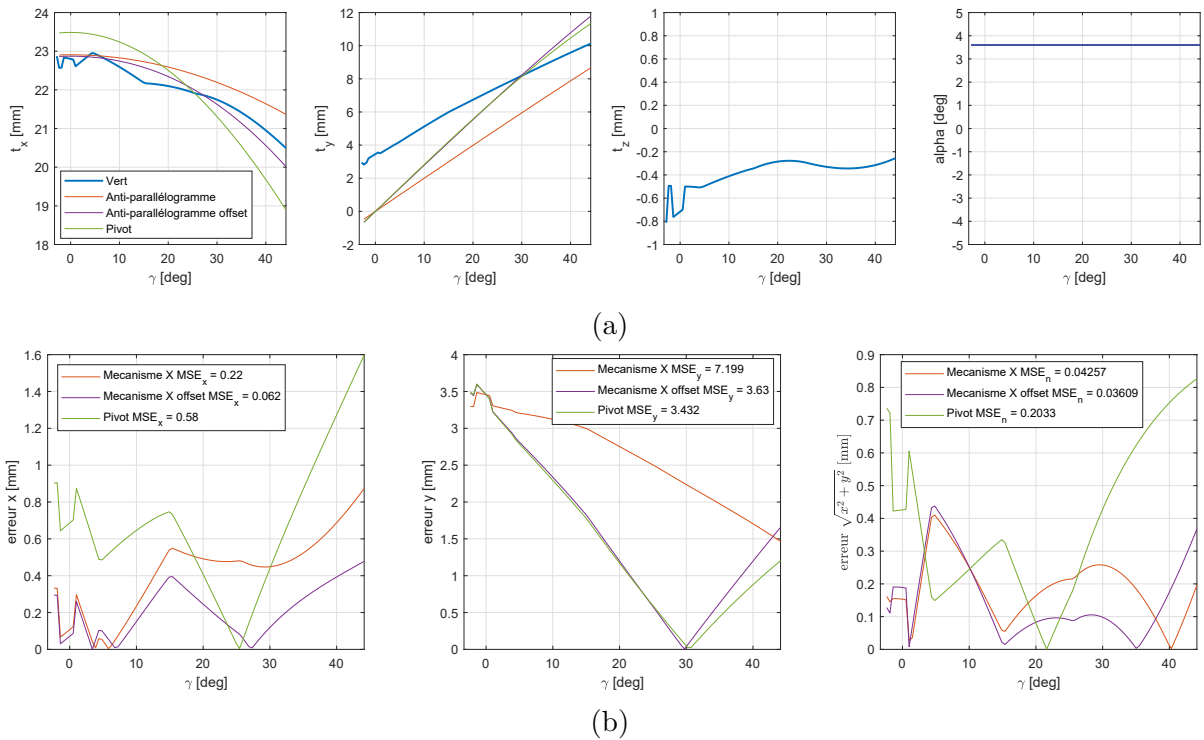 24
23
22
21
20
19
18
t_x [mm]
Vert
Anti-parallélogramme
Anti-parallélogramme offset
Pivot
0 10 20 30 40
γ [deg]
12
10
8
6
4
2
0
-2
t_y [mm]
0 10 20 30 40
γ [deg]
1
0.8
0.6
0.4
0.2
0
-0.2
-0.4
-0.6
-0.8
-1
t_z [mm]
0 10 20 30 40
γ [deg]
5
4
3
2
1
0
-1
-2
-3
-4
-5
alpha [deg]
0 10 20 30 40
γ [deg]
(a)
1.6
1.4
1.2
1
0.8
0.6
0.4
0.2
0
erreur x [mm]
Mecanisme X MSE_x = 0.22
Mecanisme X offset MSE_x = 0.062
Pivot MSE_x = 0.58
0 10 20 30 40
γ [deg]
4
3.5
3
2.5
2
1.5
1
0.5
0
erreur y [mm]
Mecanisme X MSE_y = 7.199
Mecanisme X offset MSE_y = 3.63
Pivot MSE_y = 3.432
0 10 20 30 40
γ [deg]
0.9
0.8
0.7
0.6
0.5
0.4
0.3
0.2
0.1
0
erreur √x² + y² [mm]
Mecanisme X MSE_n = 0.04257
Mecanisme X offset MSE_n = 0.03609
Pivot MSE_n = 0.2033
0 10 20 30 40
γ [deg]
(b)